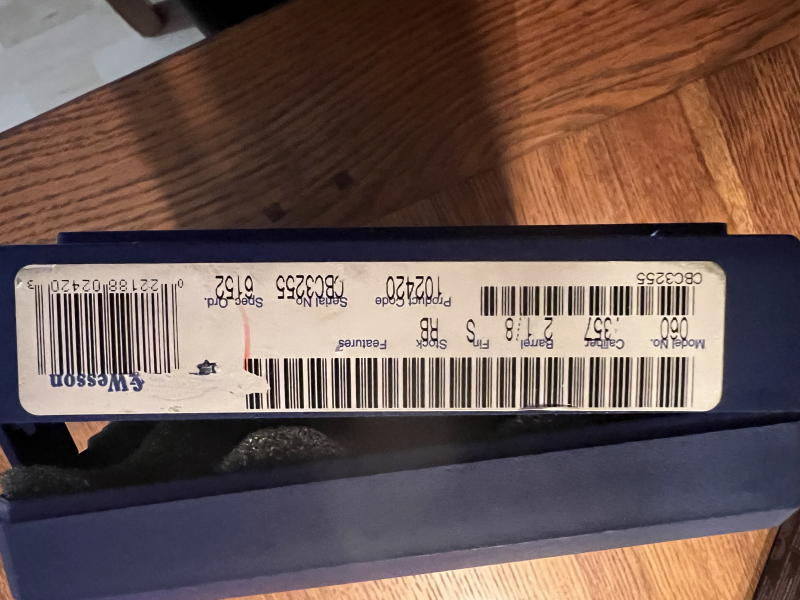 & Wesson
Model No. Caliber Barrel Fin. Stock Features
060 .357 2 1/8 S RB
Product Code Serial No. Spec. Ord.
102420 CBC3255 6152
CBC3255
0 22188 02420 3